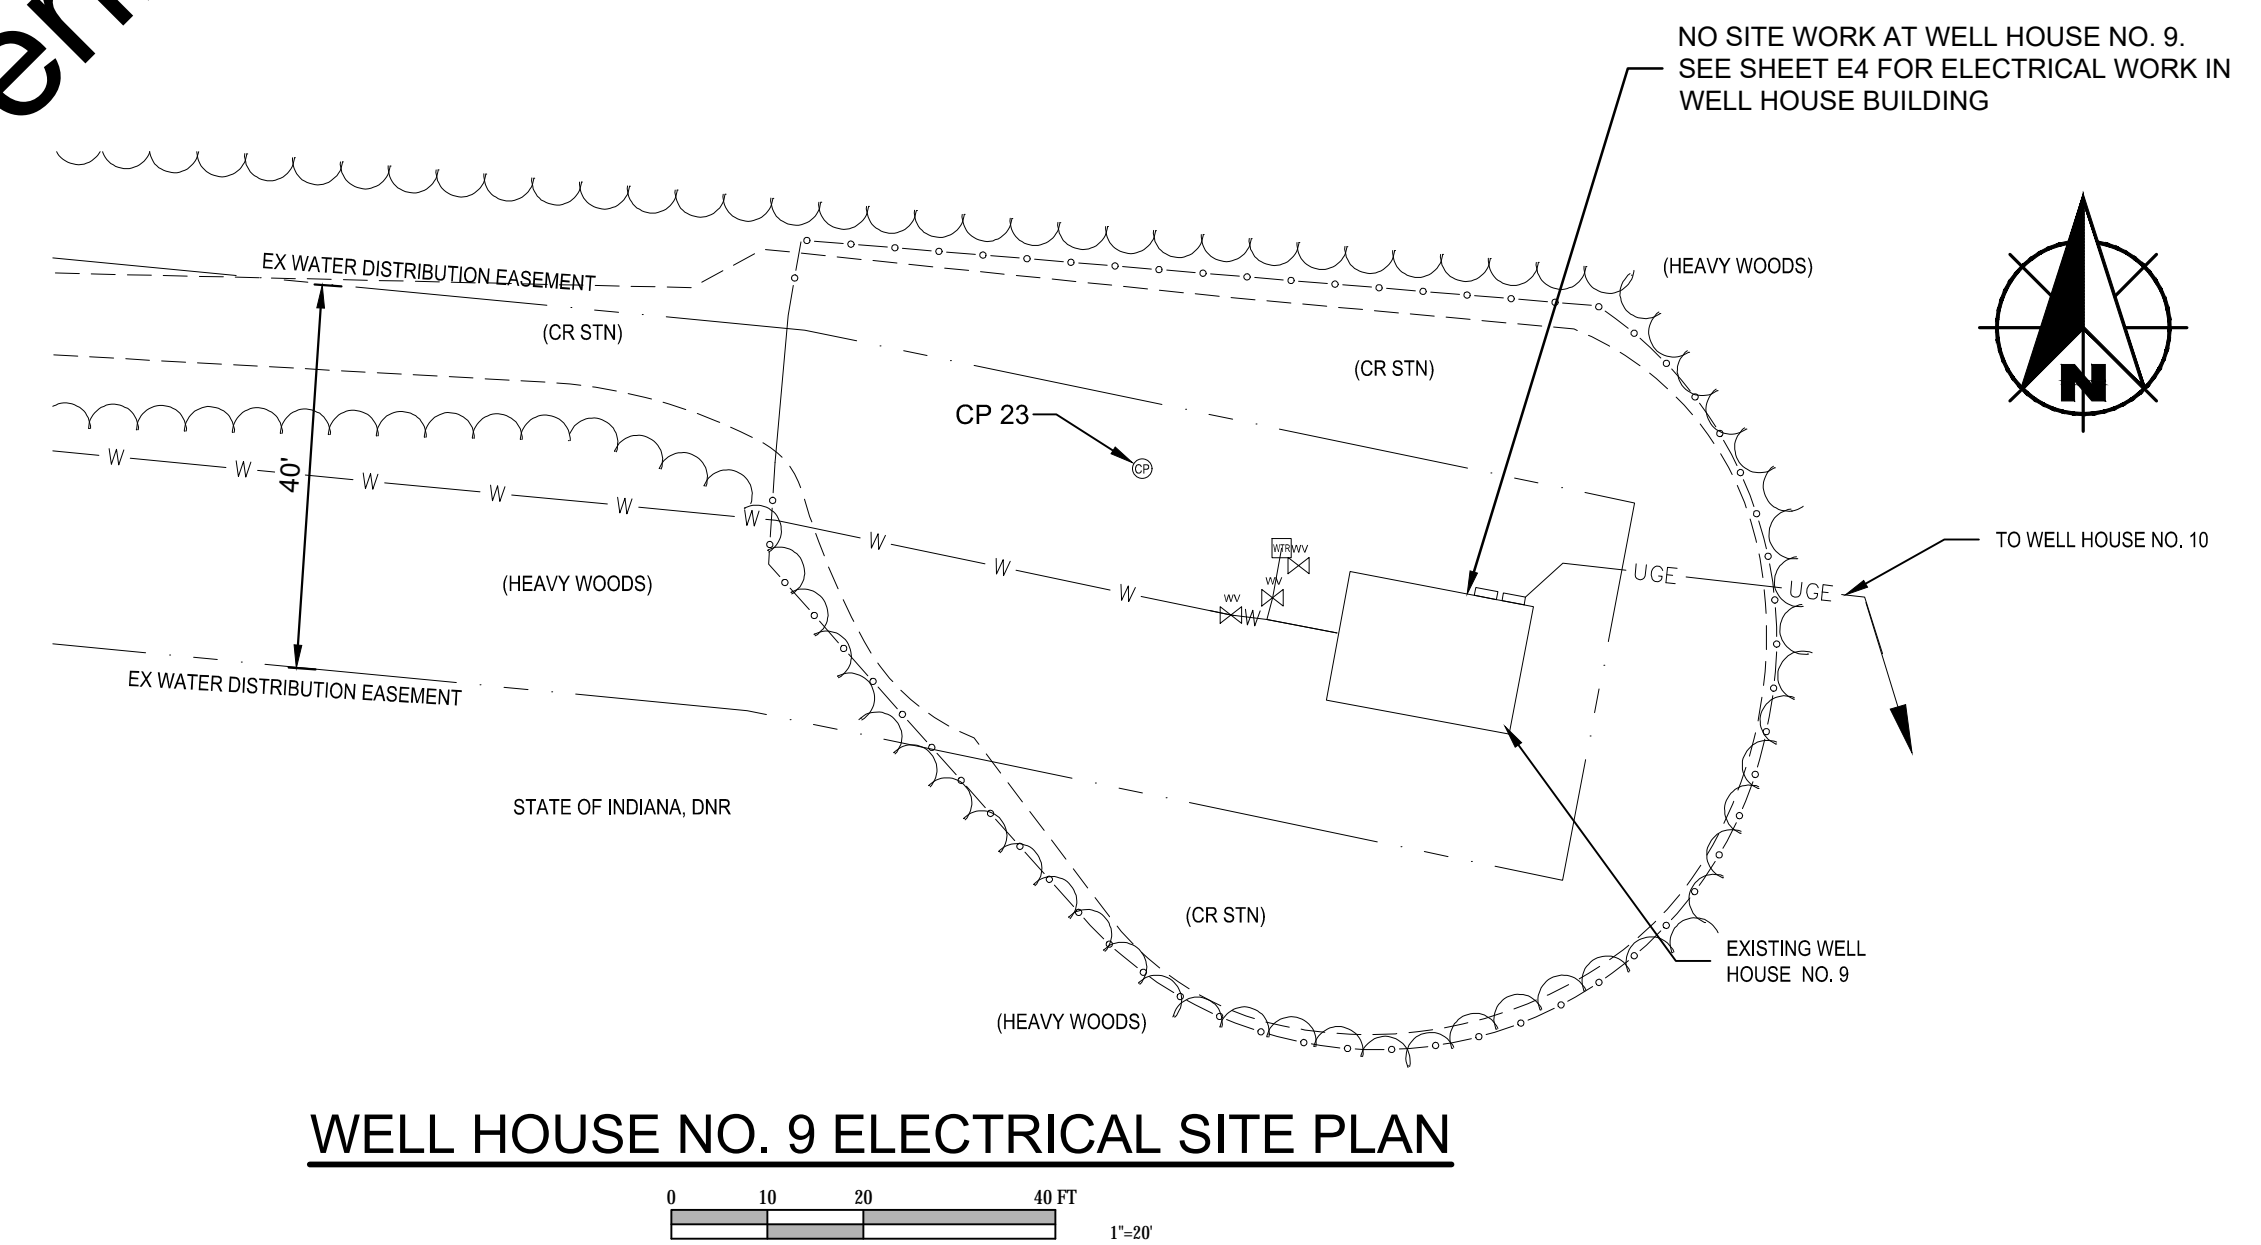 en
NO SITE WORK AT WELL HOUSE NO. 9.
SEE SHEET E4 FOR ELECTRICAL WORK IN
WELL HOUSE BUILDING
(HEAVY WOODS)
EX WATER DISTRIBUTION EASEMENT
(CR STN)
(CR STN)
N
CP 23
CP
W W W W W W W W W W
40'
TO WELL HOUSE NO. 10
WTR
WV
WV
WV
UGE UGE
(HEAVY WOODS)
EX WATER DISTRIBUTION EASEMENT
STATE OF INDIANA, DNR
(CR STN)
EXISTING WELL
HOUSE NO. 9
(HEAVY WOODS)
WELL HOUSE NO. 9 ELECTRICAL SITE PLAN
0 10 20 40 FT
1"=20'